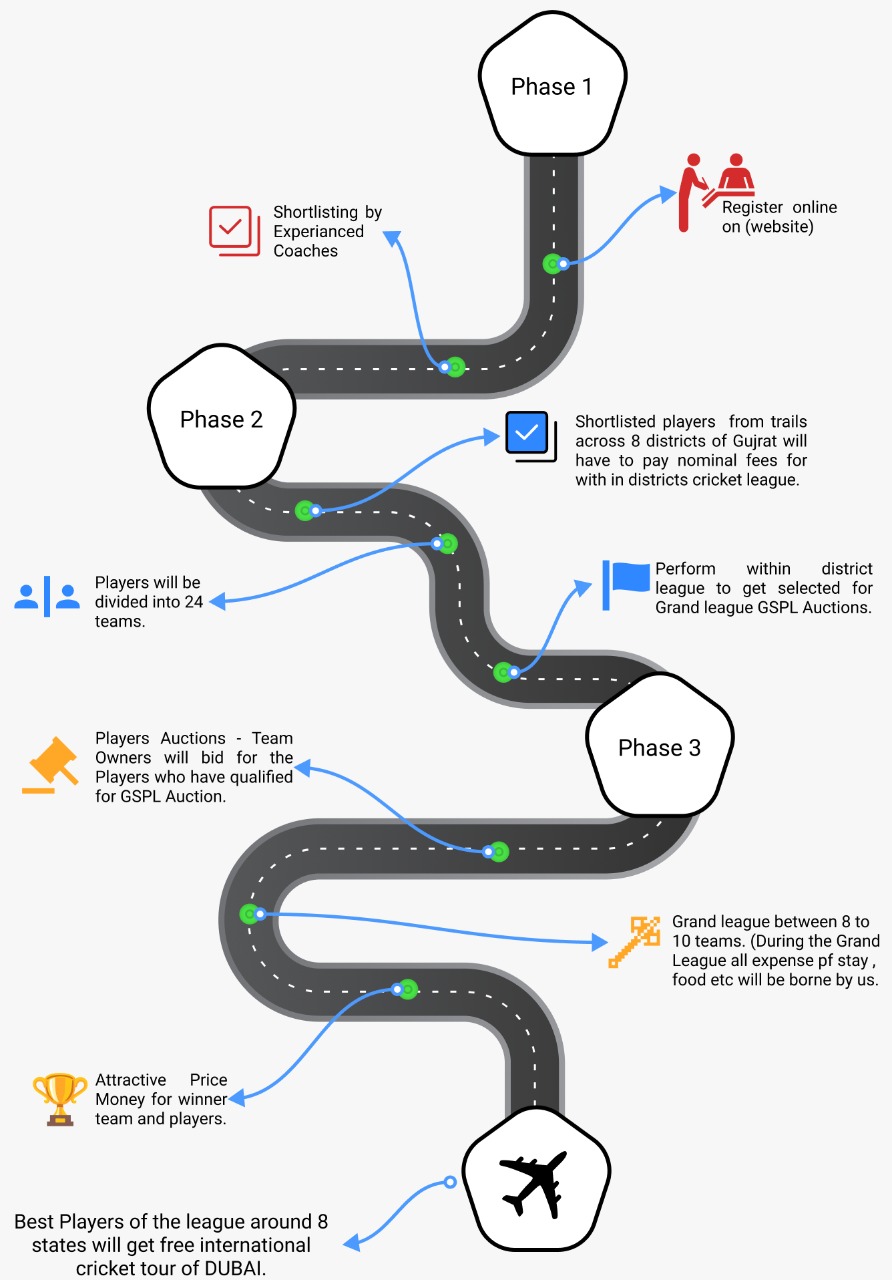 Phase 1
Register online
on (website)
Shortlisting by
Experianced
Coaches
Phase 2
Shortlisted players from trails
across 8 districts of Gujrat will
have to pay nominal fees for
with in districts cricket league.
Players will be
divided into 24
teams.
Perform within district
league to get selected for
Grand league GSPL Auctions.
Phase 3
Players Auctions - Team
Owners will bid for the
Players who have qualified
for GSPL Auction.
Grand league between 8 to
10 teams. (During the Grand
League all expense pf stay ,
food etc will be borne by us.
Attractive Price
Money for winner
team and players.
Best Players of the league around 8
states will get free international
cricket tour of DUBAI.